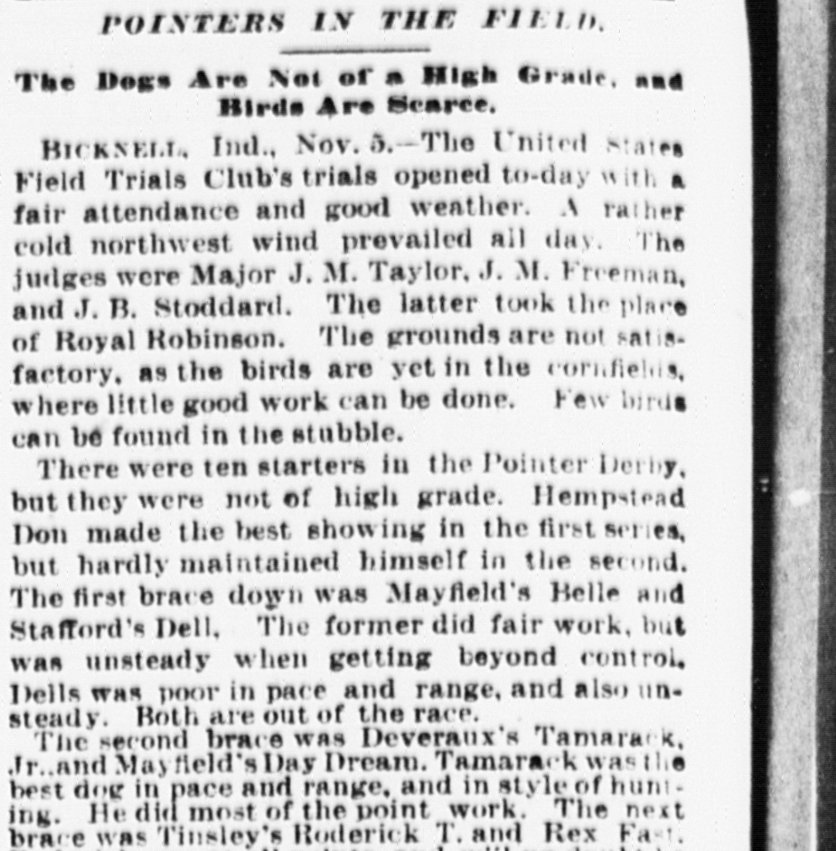 POINTERS IN THE FIELD.
The Dogs Are Not of a High Grade, and
Birds Are Scarce.
BICKNELL, Ind., Nov. 5.—The United States
Field Trials Club's trials opened to-day with a
fair attendance and good weather. A rather
cold northwest wind prevailed all day. The
judges were Major J. M. Taylor, J. M. Freeman,
and J. B. Stoddard. The latter took the place
of Royal Robinson. The grounds are not satis-
factory, as the birds are yet in the cornfields,
where little good work can be done. Few birds
can be found in the stubble.
There were ten starters in the Pointer Derby,
but they were not of high grade. Hempstead
Don made the best showing in the first series,
but hardly maintained himself in the second.
The first brace down was Mayfield's Belle and
Stafford's Dell. The former did fair work, but
was unsteady when getting beyond control.
Dells was poor in pace and range, and also un-
steady. Both are out of the race.
The second brace was Deveraux's Tamarack,
Jr., and Mayfield's Day Dream. Tamarack was the
best dog in pace and range, and in style of hunt-
ing. He did most of the point work. The next
brace was Tinsley's Roderick T. and Rex Fast.